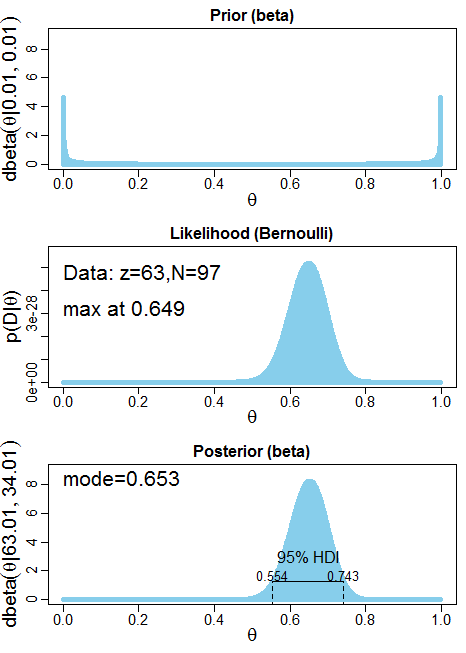 Prior (beta)
dbeta(θ|0.01, 0.01)
8
6
4
2
0
0.0 0.2 0.4 0.6 0.8 1.0
θ
Likelihood (Bernoulli)
p(D|θ)
3e-28
0e+00
Data: z=63,N=97
max at 0.649
0.0 0.2 0.4 0.6 0.8 1.0
θ
Posterior (beta)
dbeta(θ|63.01, 34.01)
8
6
4
2
0
mode=0.653
95% HDI
0.554 0.743
0.0 0.2 0.4 0.6 0.8 1.0
θ